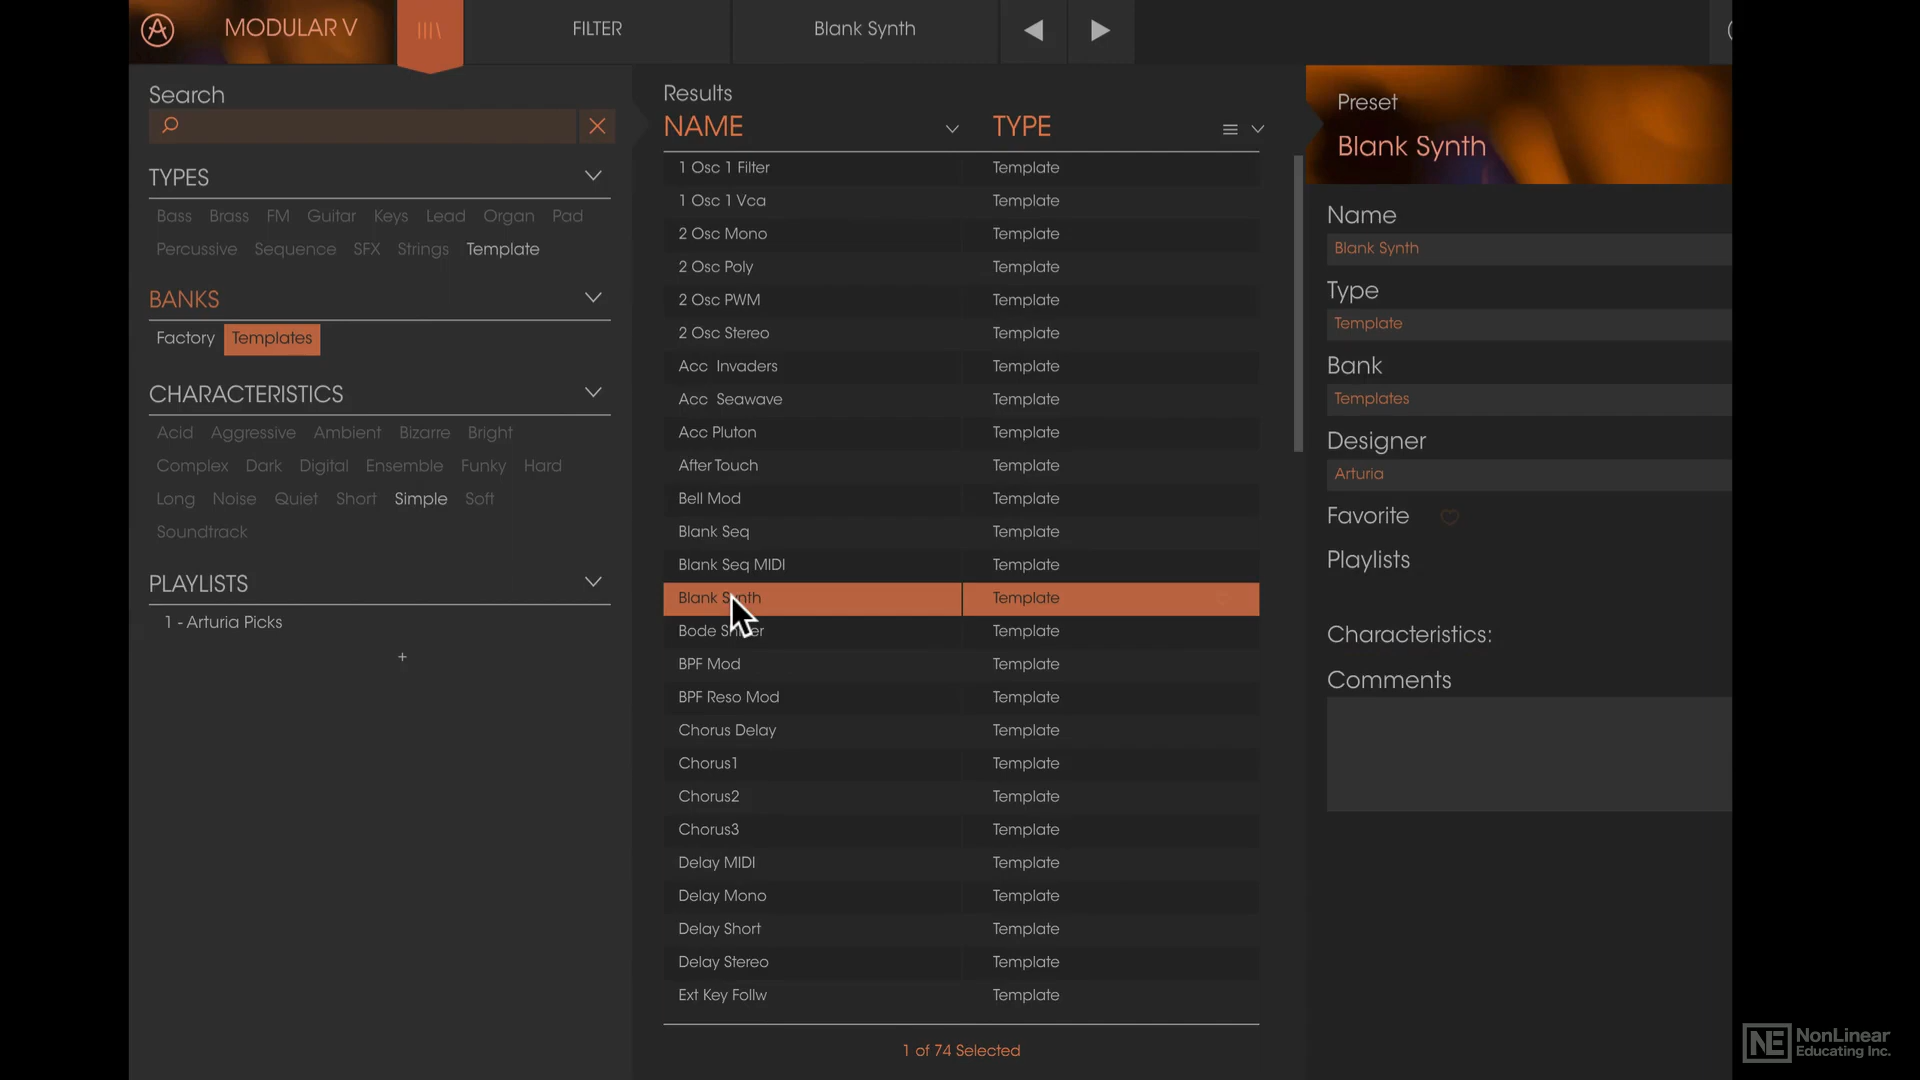 MODULAR V
FILTER
Blank Synth
Search
TYPES
Bass Brass FM Guitar Keys Lead Organ Pad
Percussive Sequence SFX Strings Template
BANKS
Factory Templates
CHARACTERISTICS
Acid Aggressive Ambient Bizarre Bright
Complex Dark Digital Ensemble Funky Hard
Long Noise Quiet Short Simple Soft
Soundtrack
PLAYLISTS
1 - Arturia Picks
+
Results
NAME TYPE
1 Osc 1 Filter Template
1 Osc 1 Vca Template
2 Osc Mono Template
2 Osc Poly Template
2 Osc PWM Template
2 Osc Stereo Template
Acc  Invaders Template
Acc  Seawave Template
Acc Pluton Template
After Touch Template
Bell Mod Template
Blank Seq Template
Blank Seq MIDI Template
Blank Synth Template
Bode Template
BPF Mod Template
BPF Reso Mod Template
Chorus Delay Template
Chorus1 Template
Chorus2 Template
Chorus3 Template
Delay MIDI Template
Delay Mono Template
Delay Short Template
Delay Stereo Template
Ext Key Follw Template
1 of 74 Selected
Preset
Blank Synth
Name
Blank Synth
Type
Template
Bank
Templates
Designer
Arturia
Favorite
Playlists
Characteristics:
Comments
NE NonLinear
Educating Inc.